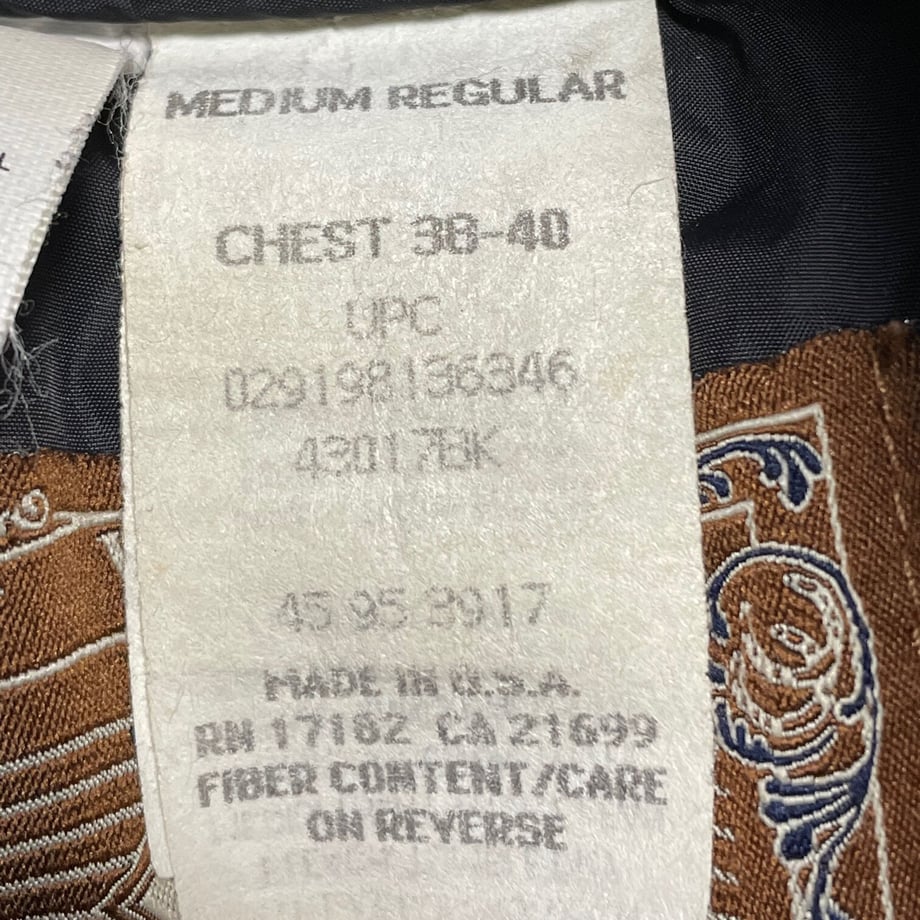 MEDIUM REGULAR
CHEST 38-40
UPC
029198136346
43017BK
45 95 3917
MADE IN U.S.A.
RN 17182 CA 21699
FIBER CONTENT/CARE
ON REVERSE